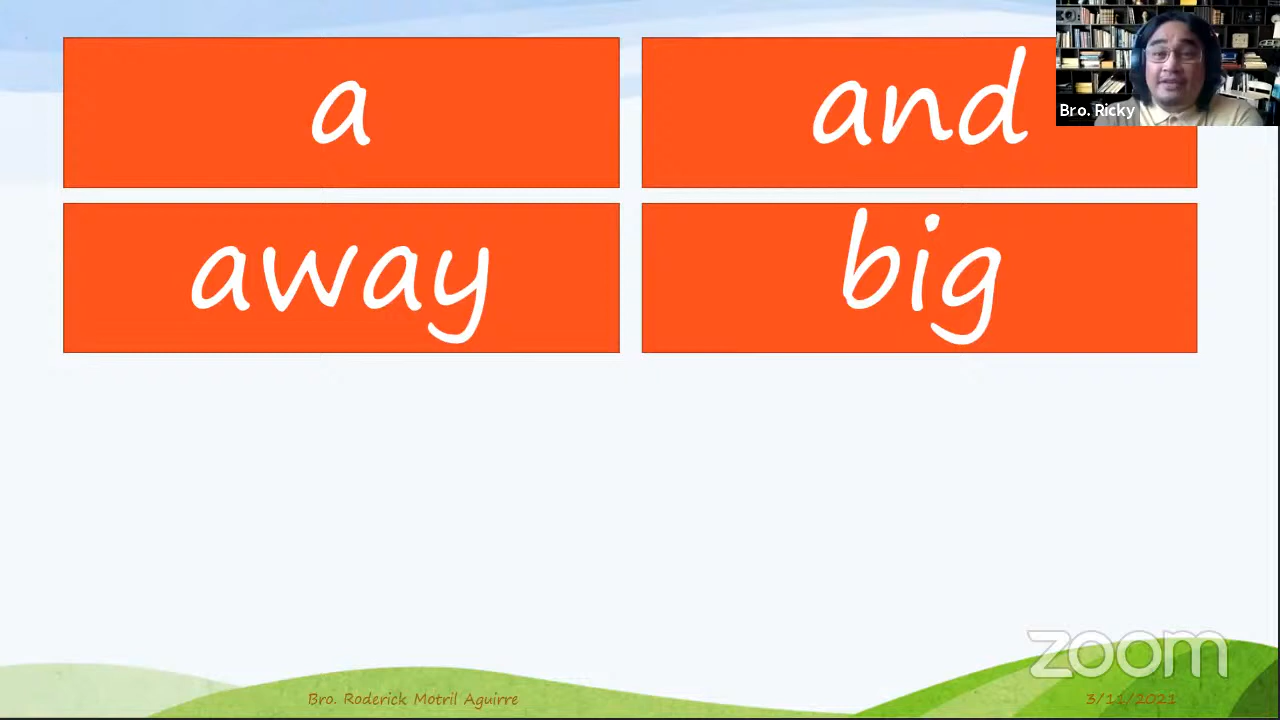 a
and
Bro. Ricky
away
big
zoom
Bro. Roderick Motril Aguirre
3/11/2021